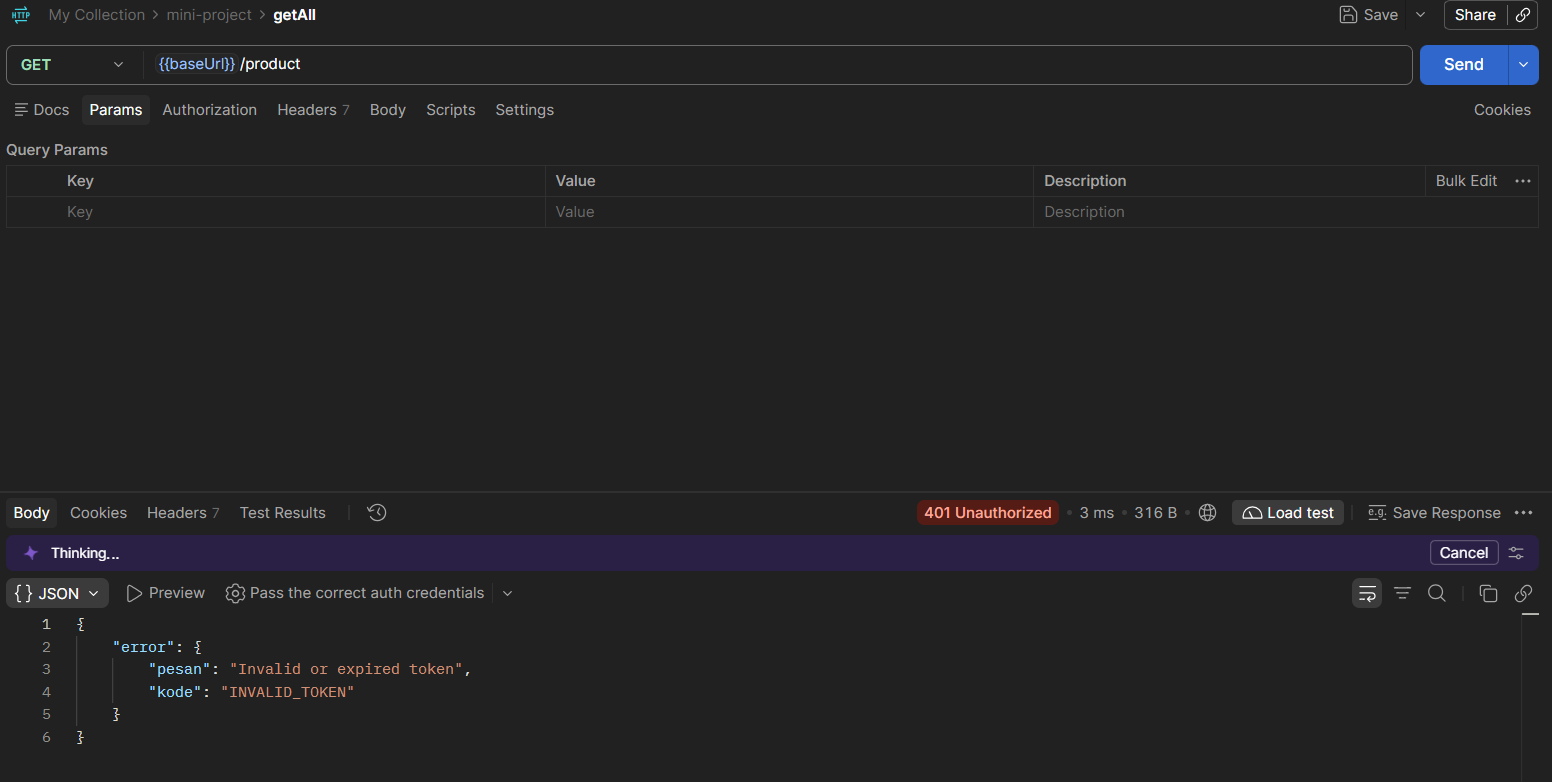 HTTP My Collection > mini-project > getAll Save Share
GET {{baseUrl}} /product Send
Docs Params Authorization Headers 7 Body Scripts Settings Cookies
Query Params
Key Value Description Bulk Edit ...
Key Value Description
Body Cookies Headers 7 Test Results 401 Unauthorized • 3 ms • 316 B • Load test e.g. Save Response ...
Thinking... Cancel
{} JSON Preview Pass the correct auth credentials
1 {
2 "error": {
3 "pesan": "Invalid or expired token",
4 "kode": "INVALID_TOKEN"
5 }
6 }